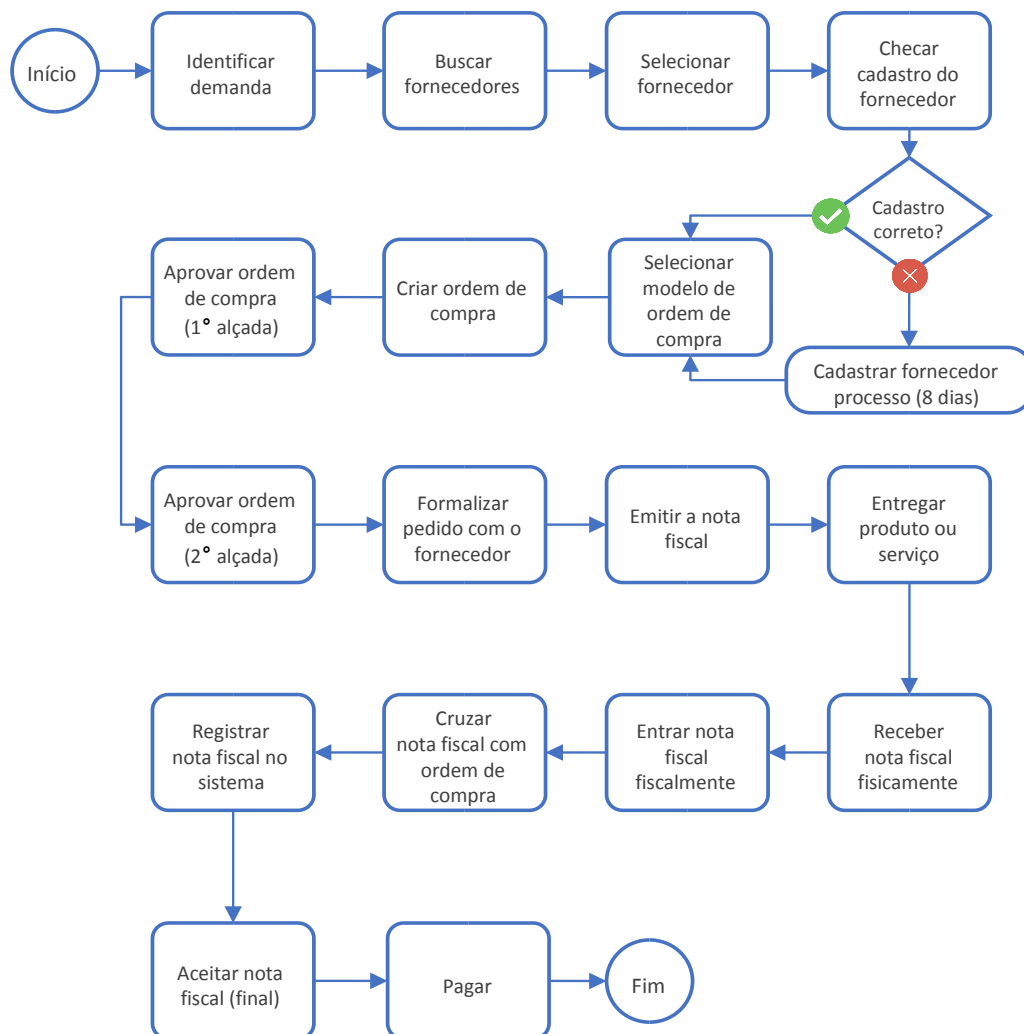 Início
Identificar
demanda
Buscar
fornecedores
Selecionar
fornecedor
Checar
cadastro do
fornecedor
Cadastro
correto?
Selecionar
modelo de
ordem de
compra
Criar ordem de
compra
Aprovar ordem
de compra
(1° alçada)
Cadastrar fornecedor
processo (8 dias)
Aprovar ordem
de compra
(2° alçada)
Formalizar
pedido com o
fornecedor
Emitir a nota
fiscal
Entregar
produto ou
serviço
Receber
nota fiscal
fisicamente
Entrar nota
fiscal
fiscalmente
Cruzar
nota fiscal com
ordem de
compra
Registrar
nota fiscal no
sistema
Aceitar nota
fiscal (final)
Pagar
Fim